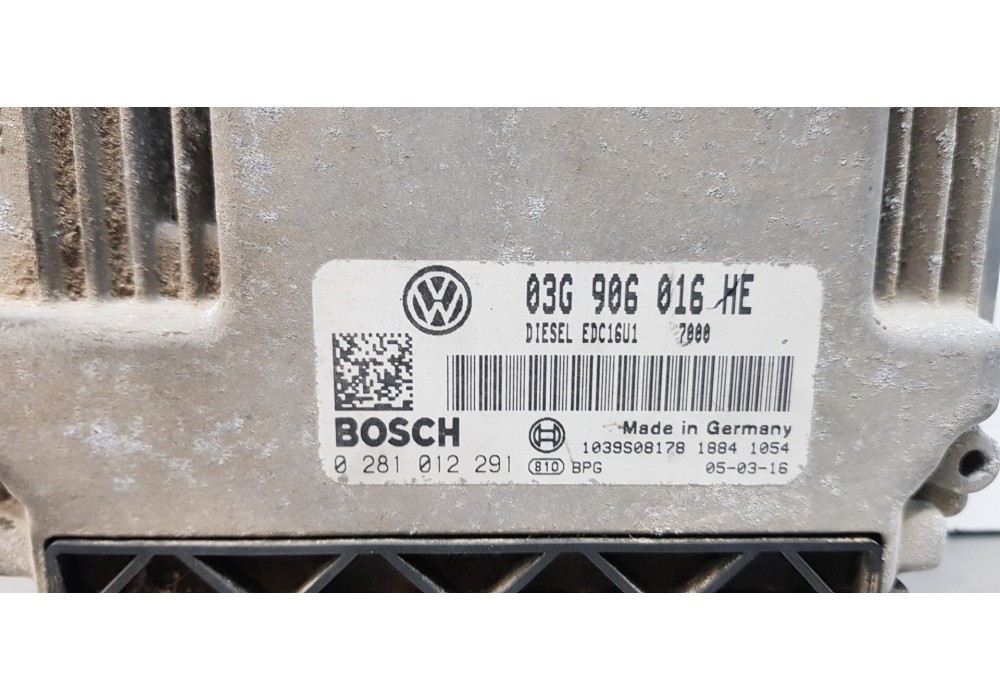 03G 906 016 HE
DIESEL EDC16U1 7000
BOSCH
Made in Germany
1039S08178 1884 1054
0 281 012 291 810 BPG 05-03-16